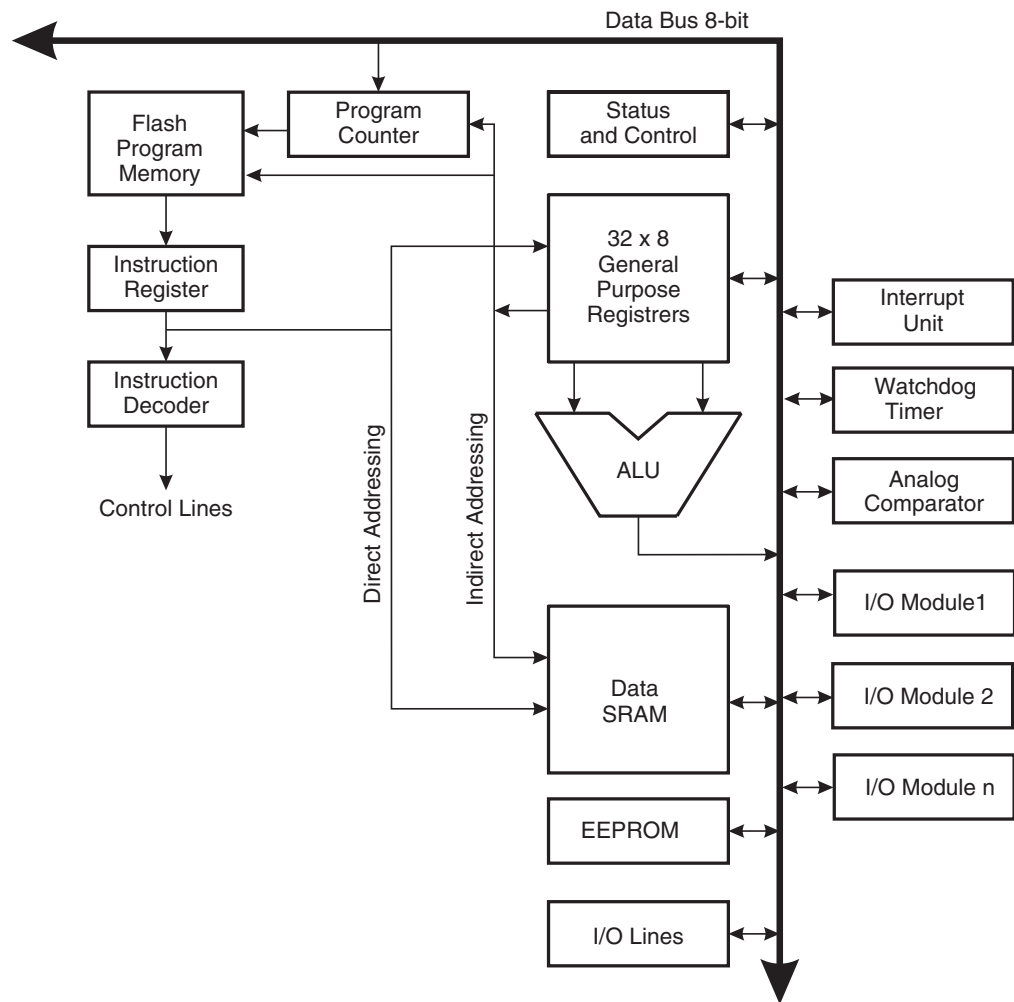 Data Bus 8-bit
Flash
Program
Memory
Program
Counter
Status
and Control
32 x 8
General
Purpose
Registrers
Instruction
Register
Instruction
Decoder
Control Lines
Direct Addressing
Indirect Addressing
ALU
Interrupt
Unit
Watchdog
Timer
Analog
Comparator
I/O Module1
Data
SRAM
I/O Module 2
I/O Module n
EEPROM
I/O Lines